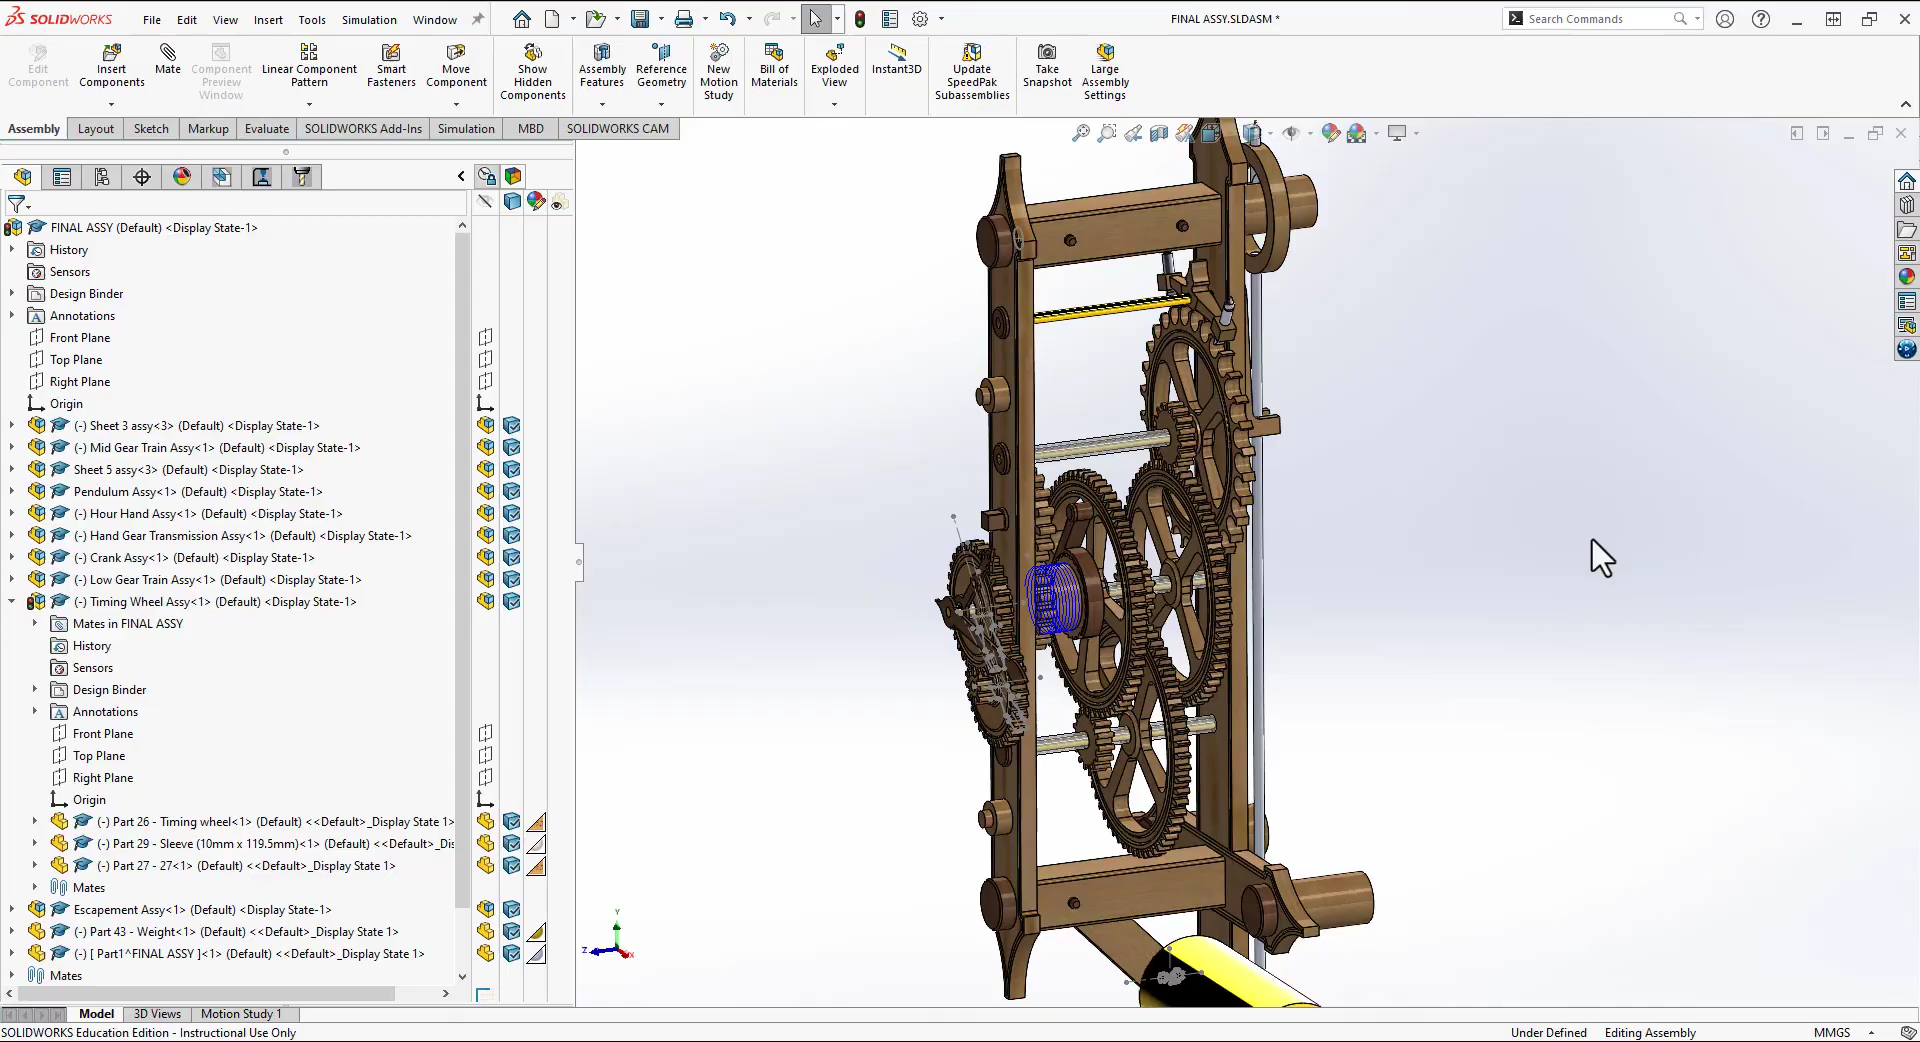 SOLIDWORKS File Edit View Insert Tools Simulation Window FINAL ASSY.SLDASM * Search Commands
Edit Component
Insert Components
Mate
Component Preview Window
Linear Component Pattern
Smart Fasteners
Move Component
Show Hidden Components
Assembly Features
Reference Geometry
New Motion Study
Bill of Materials
Exploded View
Instant3D
Update SpeedPak Subassemblies
Take Snapshot
Large Assembly Settings
Assembly Layout Sketch Markup Evaluate SOLIDWORKS Add-Ins Simulation MBD SOLIDWORKS CAM
FINAL ASSY (Default) <Display State-1>
History
Sensors
Design Binder
Annotations
Front Plane
Top Plane
Right Plane
Origin
(-) Sheet 3 assy<3> (Default) <Display State-1>
(-) Mid Gear Train Assy<1> (Default) <Display State-1>
Sheet 5 assy<3> (Default) <Display State-1>
Pendulum Assy<1> (Default) <Display State-1>
(-) Hour Hand Assy<1> (Default) <Display State-1>
(-) Hand Gear Transmission Assy<1> (Default) <Display State-1>
(-) Crank Assy<1> (Default) <Display State-1>
(-) Low Gear Train Assy<1> (Default) <Display State-1>
(-) Timing Wheel Assy<1> (Default) <Display State-1>
Mates in FINAL ASSY
History
Sensors
Design Binder
Annotations
Front Plane
Top Plane
Right Plane
Origin
(-) Part 26 - Timing wheel<1> (Default) <<Default>_Display State 1>
(-) Part 29 - Sleeve (10mm x 119.5mm)<1> (Default) <<Default>_Dis
(-) Part 27 - 27<1> (Default) <<Default>_Display State 1>
Mates
Escapement Assy<1> (Default) <Display State-1>
(-) Part 43 - Weight<1> (Default) <<Default>_Display State 1>
(-) [ Part1^FINAL ASSY ]<1> (Default) <<Default>_Display State 1>
Mates
Y
Z
X
Model 3D Views Motion Study 1
SOLIDWORKS Education Edition - Instructional Use Only Under Defined Editing Assembly MMGS